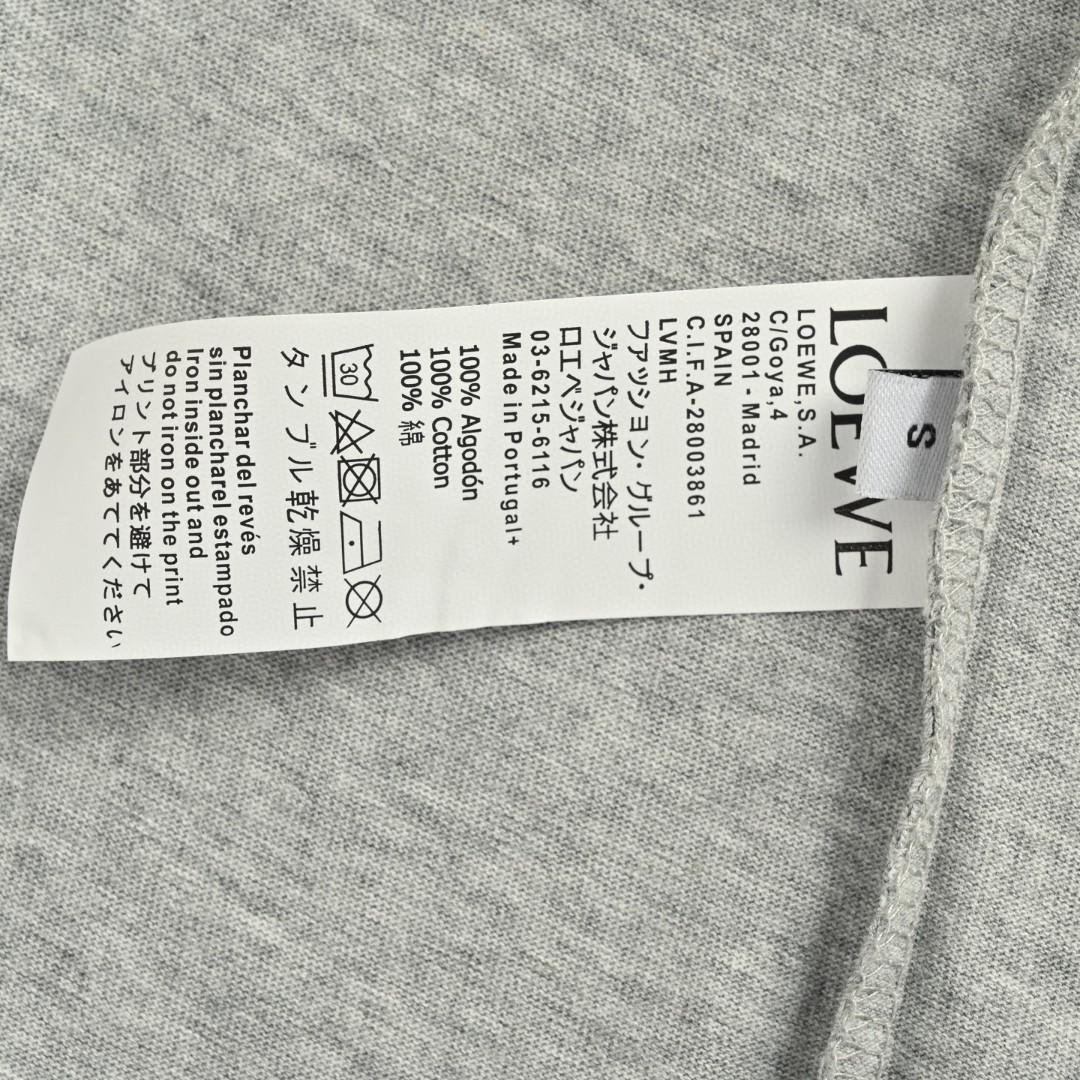 LOEWE
S
LOEWE,S.A.
C/Goya,4
28001 - Madrid
SPAIN
C.I.F.A-28003861
LVMH
ファッション・グループ・
ジャパン株式会社
ロエベジャパン
03-6215-6116
Made in Portugal+
100% Algodón
100% Cotton
100% 綿
30
タンブル乾燥禁止
Planchar del revés
sin plancharel estampado
Iron inside out and
do not iron on the print
プリント部分を避けて
アイロンをあててください